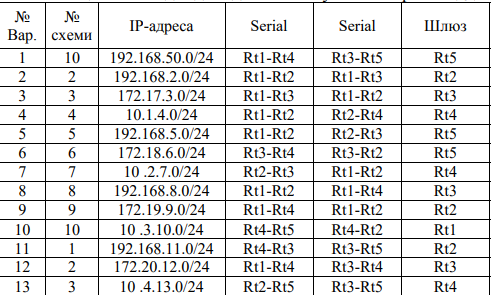 № Вар. № схеми IP-адреса Serial Serial Шлюз
1 10 192.168.50.0/24 Rt1-Rt4 Rt3-Rt5 Rt5
2 2 192.168.2.0/24 Rt1-Rt2 Rt1-Rt3 Rt2
3 3 172.17.3.0/24 Rt1-Rt3 Rt1-Rt2 Rt3
4 4 10.1.4.0/24 Rt1-Rt2 Rt2-Rt4 Rt4
5 5 192.168.5.0/24 Rt1-Rt2 Rt2-Rt3 Rt5
6 6 172.18.6.0/24 Rt3-Rt4 Rt3-Rt2 Rt5
7 7 10 .2.7.0/24 Rt2-Rt3 Rt1-Rt2 Rt4
8 8 192.168.8.0/24 Rt1-Rt2 Rt1-Rt4 Rt3
9 9 172.19.9.0/24 Rt1-Rt4 Rt1-Rt2 Rt2
10 10 10 .3.10.0/24 Rt4-Rt5 Rt4-Rt2 Rt1
11 1 192.168.11.0/24 Rt4-Rt3 Rt3-Rt5 Rt2
12 2 172.20.12.0/24 Rt1-Rt4 Rt3-Rt4 Rt3
13 3 10 .4.13.0/24 Rt2-Rt5 Rt3-Rt5 Rt4